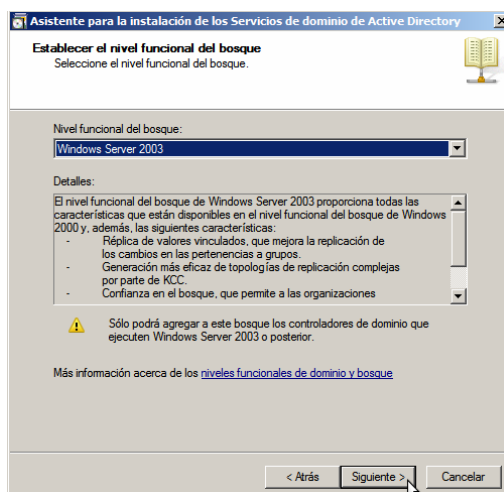 Asistente para la instalación de los Servicios de dominio de Active Directory
Establecer el nivel funcional del bosque
Seleccione el nivel funcional del bosque.
Nivel funcional del bosque:
Windows Server 2003
Detalles:
El nivel funcional del bosque de Windows Server 2003 proporciona todas las
características que están disponibles en el nivel funcional del bosque de Windows
2000 y, además, las siguientes características:
- Réplica de valores vinculados, que mejora la replicación de
los cambios en las pertenencias a grupos.
- Generación más eficaz de topologías de replicación complejas
por parte de KCC.
- Confianza en el bosque, que permite a las organizaciones
Sólo podrá agregar a este bosque los controladores de dominio que
ejecuten Windows Server 2003 o posterior.
Más información acerca de los niveles funcionales de dominio y bosque
< Atrás Siguiente > Cancelar